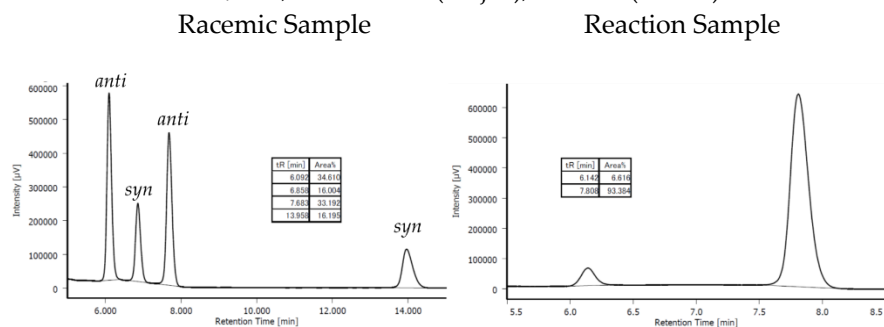 Racemic Sample
Reaction Sample
anti
anti
syn
syn
Intensity [µV]
600000
500000
400000
300000
200000
100000
0
tR [min] Area%
6.092 34.610
6.858 16.004
7.683 33.192
13.958 16.195
6.000 8.000 10.000 12.000 14.000
Retention Time [min]
Intensity [µV]
600000
500000
400000
300000
200000
100000
0
tR [min] Area%
6.142 6.616
7.808 93.384
5.5 6.0 6.5 7.0 7.5 8.0 8.5
Retention Time [min]